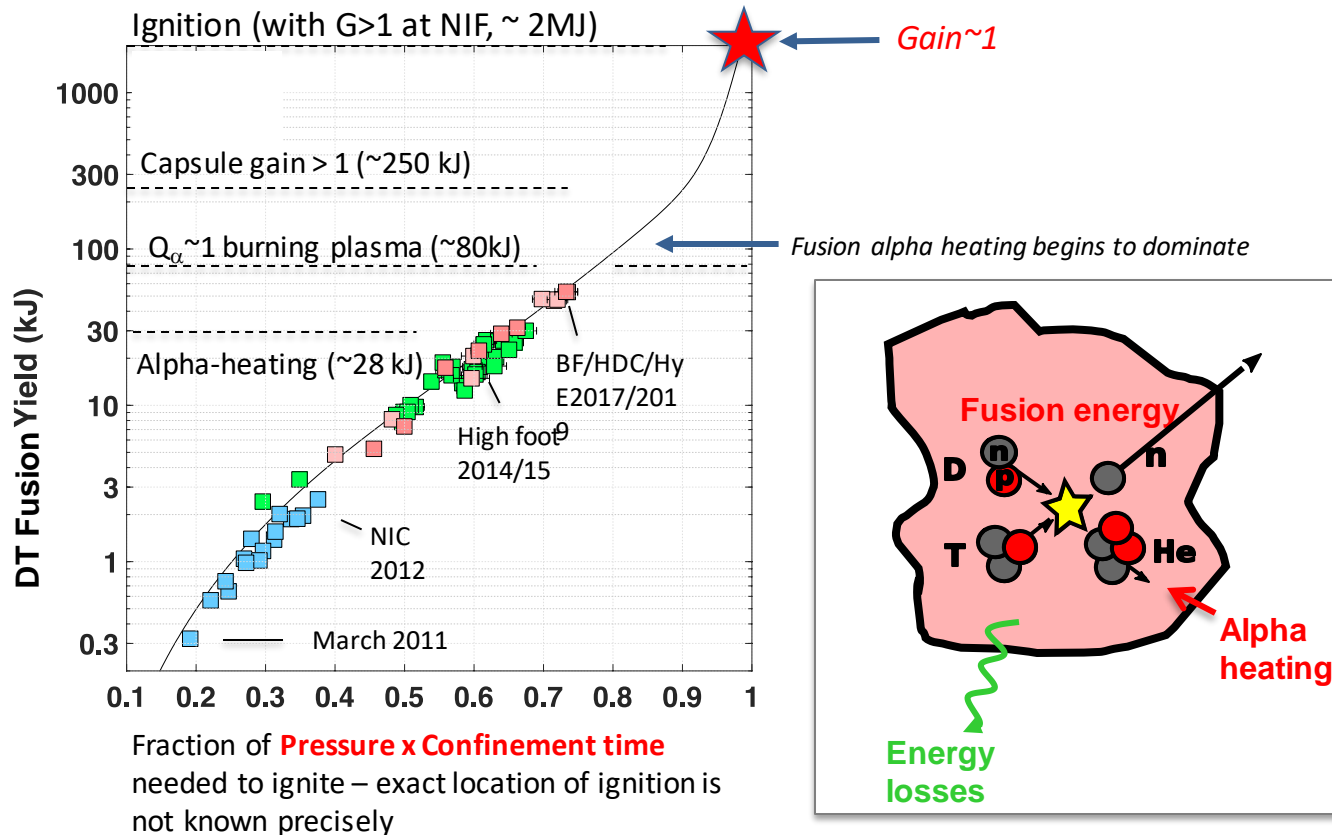 Ignition (with G>1 at NIF, ~ 2MJ)
Gain~1
1000
Capsule gain > 1 (~250 kJ)
300
100
Qα~1 burning plasma (~80kJ)
Fusion alpha heating begins to dominate
DT Fusion Yield (kJ)
30
Alpha-heating (~28 kJ)
BF/HDC/Hy
E2017/201
9
10
High foot
2014/15
3
NIC
2012
1
0.3
March 2011
0.1 0.2 0.3 0.4 0.5 0.6 0.7 0.8 0.9 1
Fraction of Pressure x Confinement time
needed to ignite – exact location of ignition is
not known precisely
Fusion energy
D
n
p
n
T
He
Alpha
heating
Energy
losses